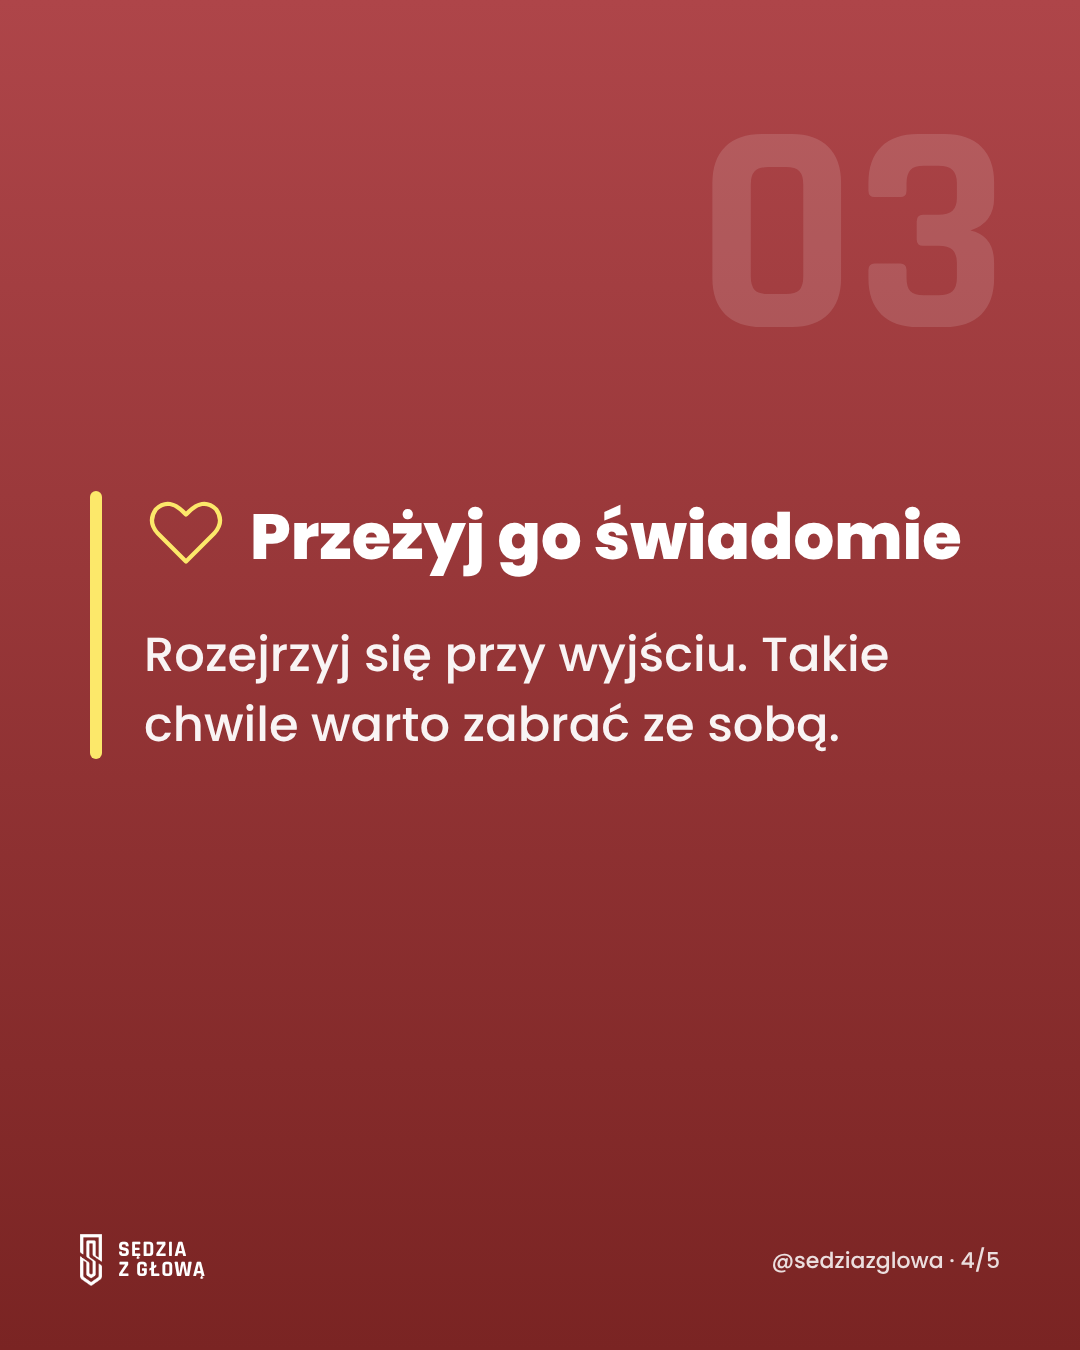 03
Przeżyj go świadomie
Rozejrzyj się przy wyjściu. Takie
chwile warto zabrać ze sobą.
SĘDZIA
Z GŁOWĄ
@sedziazglowa · 4/5